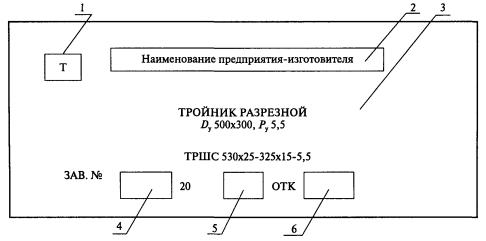 1
2
3
Т
Наименование предприятия-изготовителя
ТРОЙНИК РАЗРЕЗНОЙ
Dу 500х300, Pу 5,5
ТРШС 530х25-325х15-5,5
ЗАВ. № 20 ОТК
4
5
6